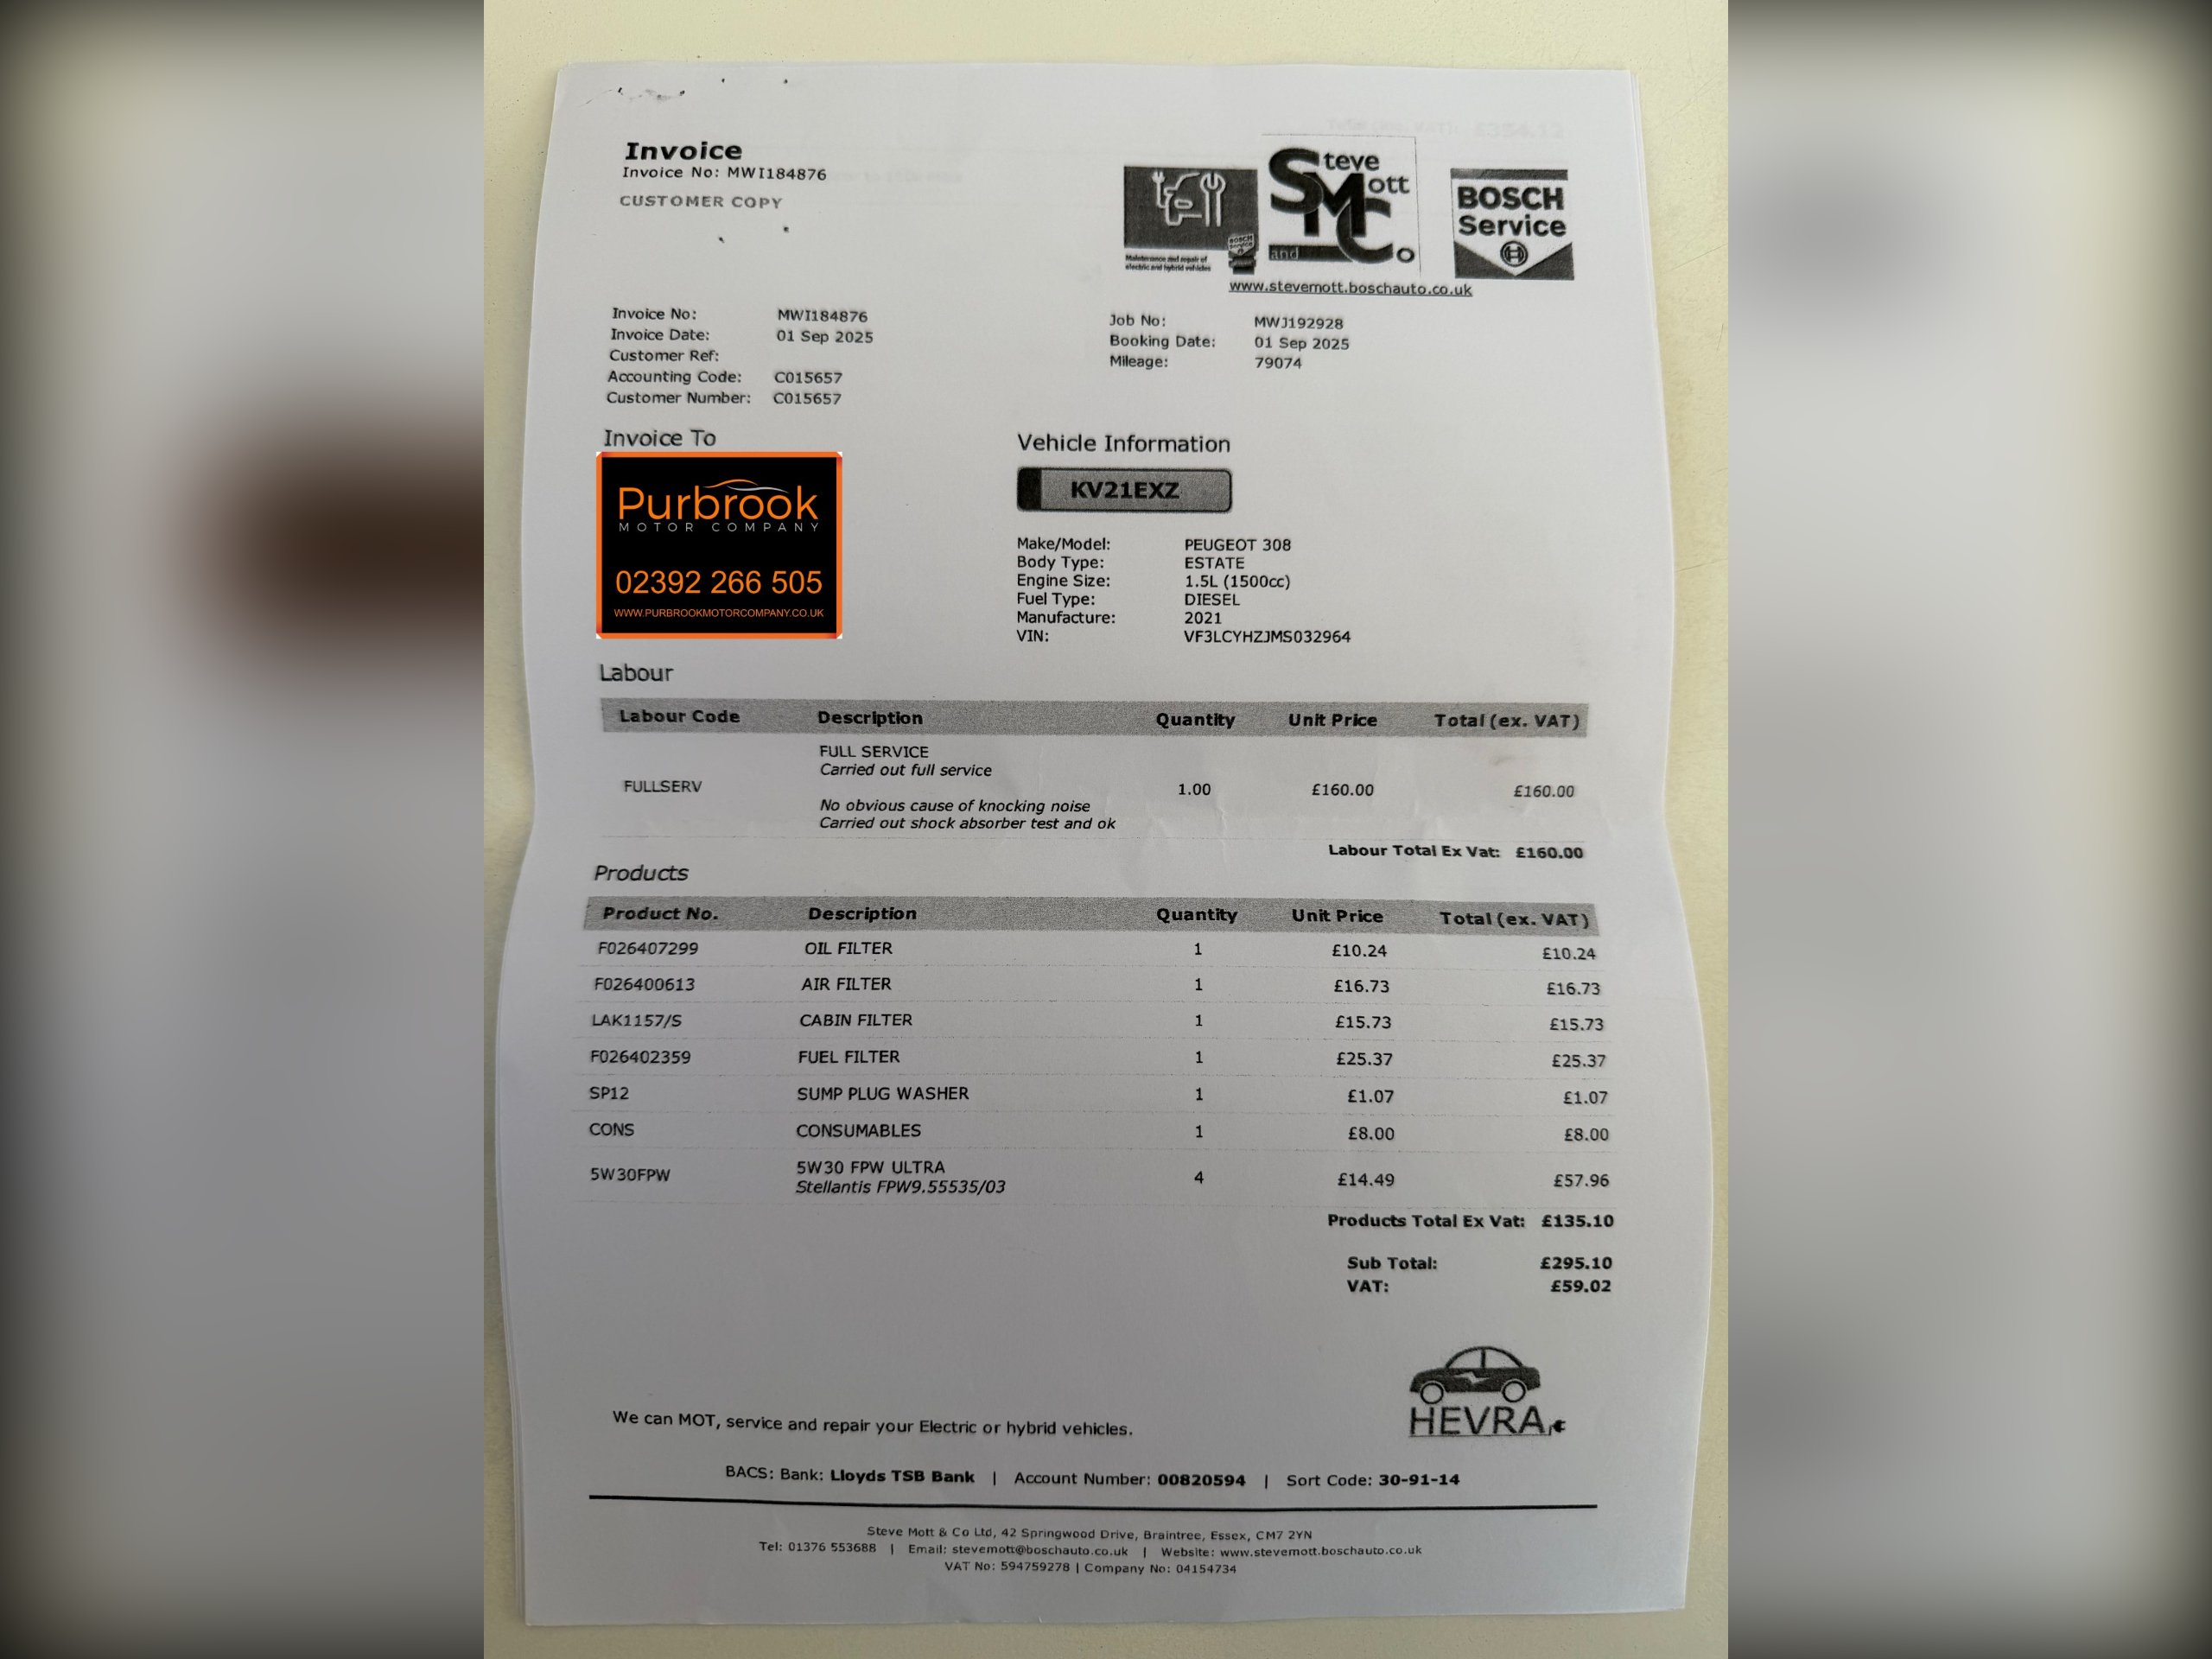 Invoice
Invoice No: MWI184876
CUSTOMER COPY
Maintenance and repair of
electric and hybrid vehicles
Steve
Mott
and Co
SMC
BOSCH
Service
www.stevemott.boschauto.co.uk
Invoice No: MWI184876
Invoice Date: 01 Sep 2025
Customer Ref:
Accounting Code: C015657
Customer Number: C015657
Job No: MWJ192928
Booking Date: 01 Sep 2025
Mileage: 79074
Invoice To
Purbrook
MOTOR COMPANY
02392 266 505
WWW.PURBROOKMOTORCOMPANY.CO.UK
Vehicle Information
KV21EXZ
Make/Model: PEUGEOT 308
Body Type: ESTATE
Engine Size: 1.5L (1500cc)
Fuel Type: DIESEL
Manufacture: 2021
VIN: VF3LCYHZJMS032964
Labour
Labour Code Description Quantity Unit Price Total (ex. VAT)
FULL SERVICE
Carried out full service
FULLSERV 1.00 £160.00 £160.00
No obvious cause of knocking noise
Carried out shock absorber test and ok
Labour Total Ex Vat: £160.00
Products
Product No. Description Quantity Unit Price Total (ex. VAT)
F026407299 OIL FILTER 1 £10.24 £10.24
F026400613 AIR FILTER 1 £16.73 £16.73
LAK1157/S CABIN FILTER 1 £15.73 £15.73
F026402359 FUEL FILTER 1 £25.37 £25.37
SP12 SUMP PLUG WASHER 1 £1.07 £1.07
CONS CONSUMABLES 1 £8.00 £8.00
5W30FPW 5W30 FPW ULTRA 4 £14.49 £57.96
Stellantis FPW9.55535/03
Products Total Ex Vat: £135.10
Sub Total: £295.10
VAT: £59.02
HEVRA
We can MOT, service and repair your Electric or hybrid vehicles.
BACS: Bank: Lloyds TSB Bank | Account Number: 00820594 | Sort Code: 30-91-14
Steve Mott & Co Ltd, 42 Springwood Drive, Braintree, Essex, CM7 2YN
Tel: 01376 553688 | Email: stevemott@boschauto.co.uk | Website: www.stevemott.boschauto.co.uk
VAT No: 594759278 | Company No: 04154734